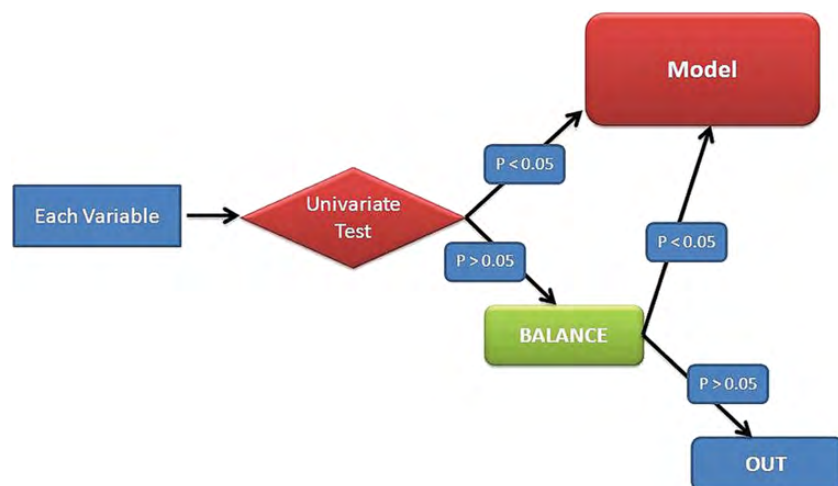 Model
P < 0.05
Each Variable
Univariate
Test
P < 0.05
P > 0.05
BALANCE
P > 0.05
OUT